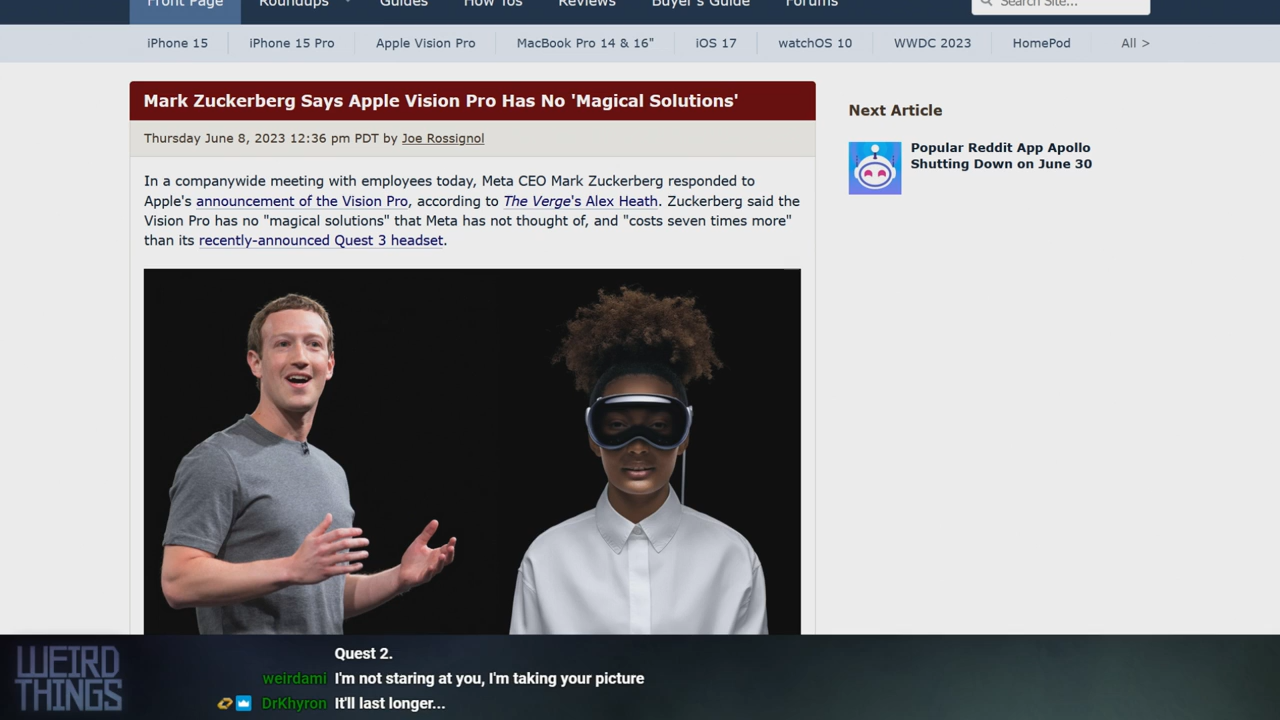 Front Page Roundups Guides How Tos Reviews Buyer's Guide Forums Search Site...
iPhone 15 iPhone 15 Pro Apple Vision Pro MacBook Pro 14 & 16" iOS 17 watchOS 10 WWDC 2023 HomePod All >
Mark Zuckerberg Says Apple Vision Pro Has No 'Magical Solutions'
Thursday June 8, 2023 12:36 pm PDT by Joe Rossignol
In a companywide meeting with employees today, Meta CEO Mark Zuckerberg responded to
Apple's announcement of the Vision Pro, according to The Verge's Alex Heath. Zuckerberg said the
Vision Pro has no "magical solutions" that Meta has not thought of, and "costs seven times more"
than its recently-announced Quest 3 headset.
Next Article
Popular Reddit App Apollo
Shutting Down on June 30
WEIRD
THINGS
Quest 2.
weirdami I'm not staring at you, I'm taking your picture
DrKhyron It'll last longer...